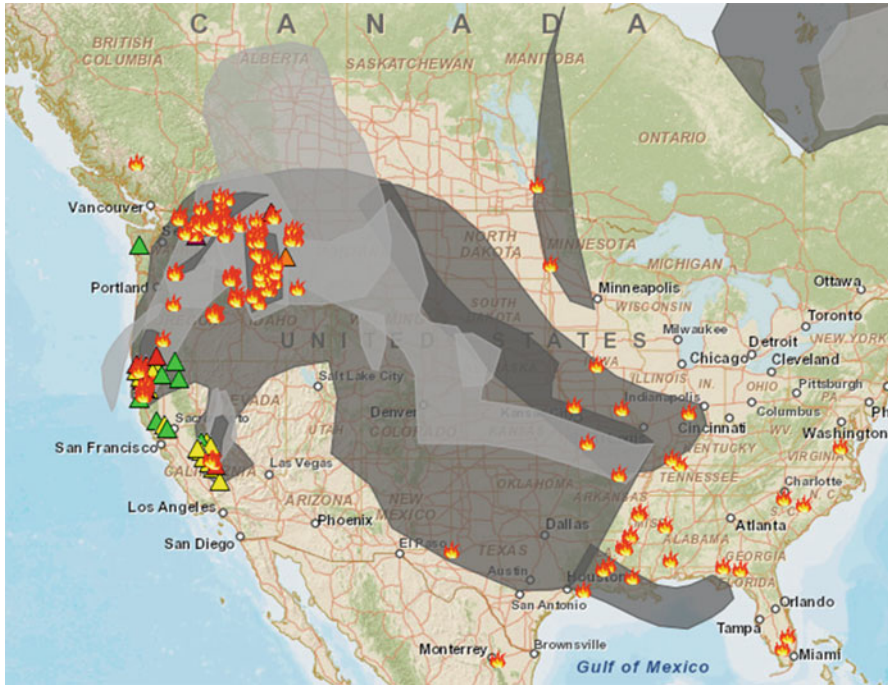 C A N A D A
BRITISH
COLUMBIA
ALBERTA
SASKATCHEWAN
MANITOBA
ONTARIO
Vancouver
NORTH
DAKOTA
MINNESOTA
Portland
Minneapolis
MICHIGAN
Ottawa
SOUTH
DAKOTA
WISCONSIN
Toronto
IDAHO
UNITED STATES
Milwaukee
Detroit
NEW YORK
Chicago
Cleveland
Salt Lake City
ILLINOIS
IN.
OHIO
Pittsburgh
PA
NEVADA
Indianapolis
Columbus
Denver
UTAH
COLORADO
KANSAS
Cincinnati
WV.
Washington
San Francisco
KENTUCKY
VIRGINIA
CALIFORNIA
Las Vegas
TENNESSEE
OKLAHOMA
ARKANSAS
Charlotte
N. C.
Los Angeles
ARIZONA
NEW
MEXICO
S. C.
Phoenix
Dallas
MISS
Atlanta
San Diego
ALABAMA
El Paso
TEXAS
GEORGIA
Austin
Houston
FLORIDA
San Antonio
Orlando
Tampa
Monterrey
Brownsville
Miami
Gulf of Mexico